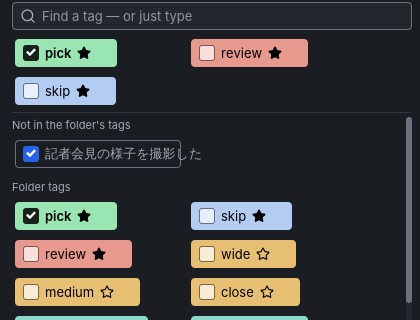 Find a tag — or just type
pick ★ review ★
skip ★
Not in the folder's tags
記者会見の様子を撮影した
Folder tags
pick ★ skip ★
review ★ wide ☆
medium ☆ close ☆